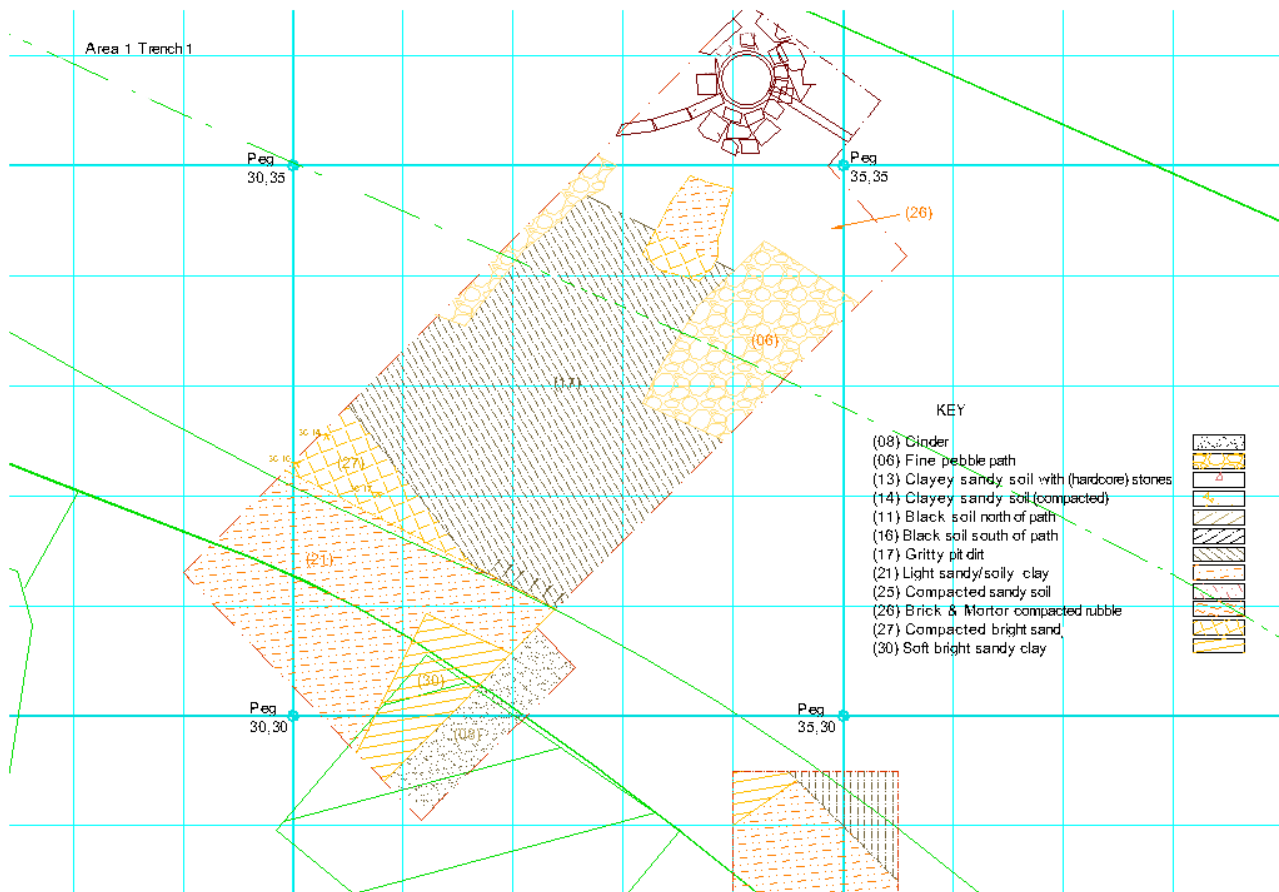 Area 1 Trench 1
Peg
30,35
Peg
35,35
(26)
(06)
(17)
(27)
(21)
(30)
(08)
Peg
30,30
Peg
35,30
KEY
(08) Cinder
(06) Fine pebble path
(13) Clayey sandy soil with (hardcore) stones
(14) Clayey sandy soil (compacted)
(11) Black soil north of path
(16) Black soil south of path
(17) Gritty pit dirt
(21) Light sandy/soily clay
(25) Compacted sandy soil
(26) Brick & Mortor compacted rubble
(27) Compacted bright sand
(30) Soft bright sandy clay